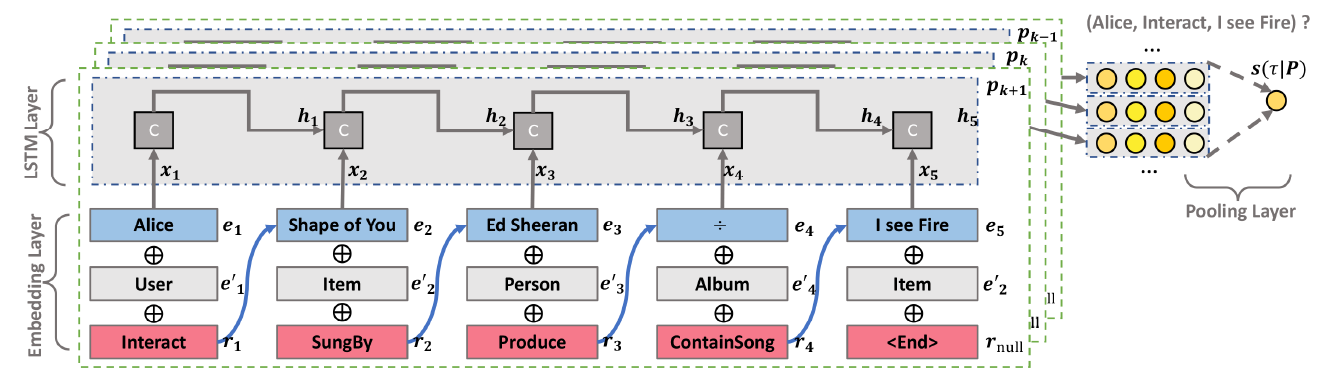 (Alice, Interact, I see Fire) ?
...
p_{k-1}
p_k
p_{k+1}
s(τ|P)
LSTM Layer
C C C C C
h_1 h_2 h_3 h_4 h_5
x_1 x_2 x_3 x_4 x_5
...
Pooling Layer
Embedding Layer
Alice e_1 Shape of You e_2 Ed Sheeran e_3 ÷ e_4 I see Fire e_5
⊕ ⊕ ⊕ ⊕ ⊕
User e'_1 Item e'_2 Person e'_3 Album e'_4 Item e'_2
⊕ ⊕ ⊕ ⊕ ⊕
ll
ll
Interact r_1 SungBy r_2 Produce r_3 ContainSong r_4 <End> r_null